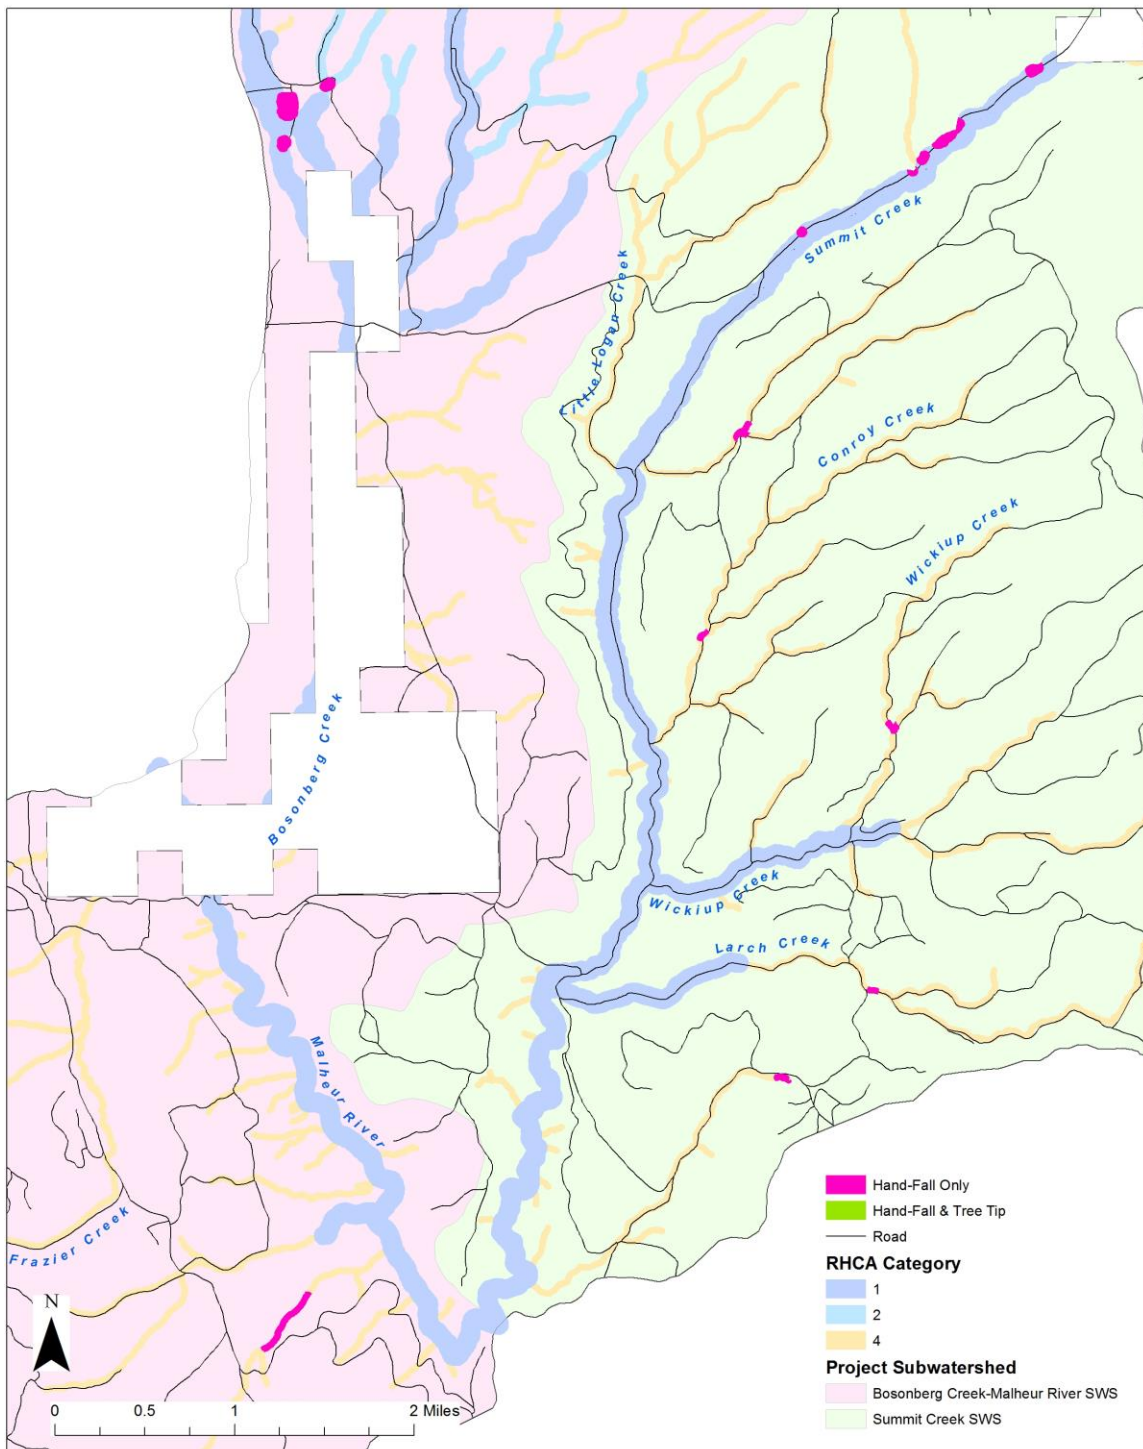 Summit Creek
Little Logan Creek
Conroy Creek
Wickiup Creek
Bosonberg Creek
Wickiup Creek
Larch Creek
Malheur River
Frazier Creek
Hand-Fall Only
Hand-Fall & Tree Tip
Road
RHCA Category
1
2
4
Project Subwatershed
Bosonberg Creek-Malheur River SWS
Summit Creek SWS
N
0 0.5 1 2 Miles